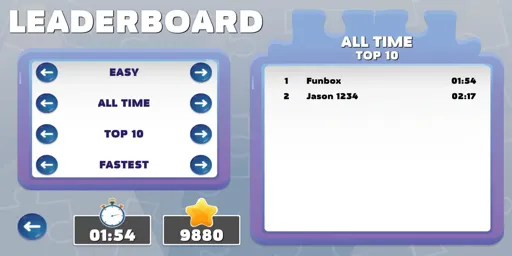 LEADERBOARD
EASY
ALL TIME
TOP 10
FASTEST
01:54
9880
ALL TIME
TOP 10
1 Funbox 01:54
2 Jason 1234 02:17